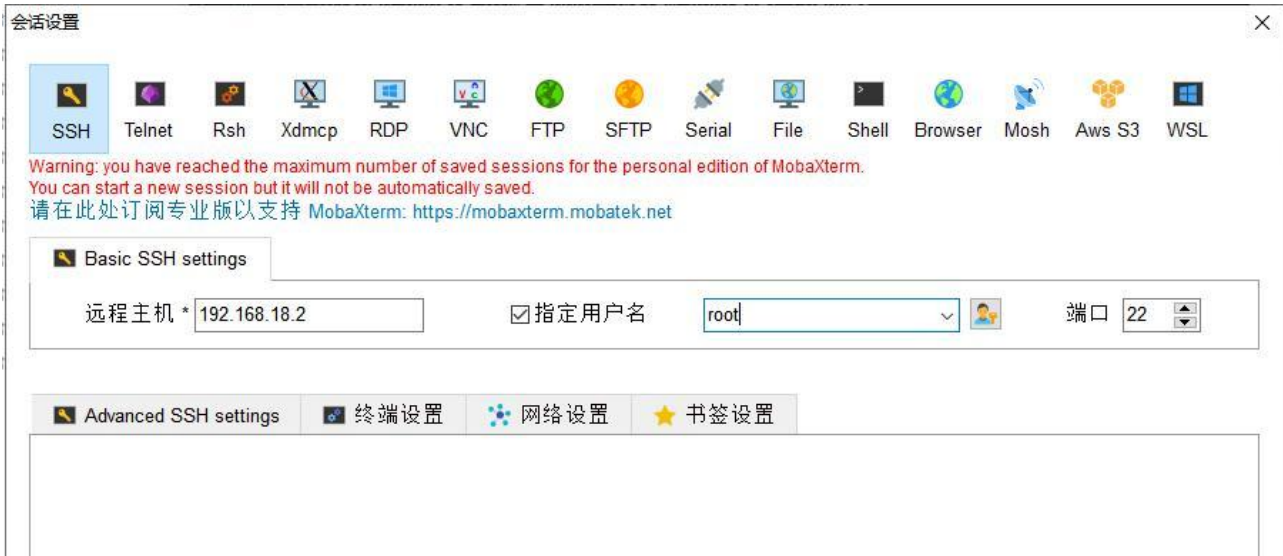 会话设置
SSH Telnet Rsh Xdmcp RDP VNC FTP SFTP Serial File Shell Browser Mosh Aws S3 WSL
Warning: you have reached the maximum number of saved sessions for the personal edition of MobaXterm.
You can start a new session but it will not be automatically saved.
请在此处订阅专业版以支持 MobaXterm: https://mobaxterm.mobatek.net
Basic SSH settings
远程主机 * 192.168.18.2 指定用户名 root 端口 22
Advanced SSH settings 终端设置 网络设置 书签设置